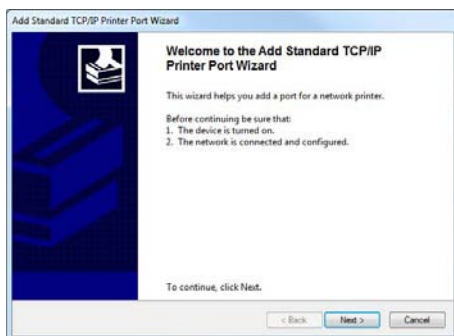 Add Standard TCP/IP Printer Port Wizard
Welcome to the Add Standard TCP/IP
Printer Port Wizard
This wizard helps you add a port for a network printer.
Before continuing be sure that:
1. The device is turned on.
2. The network is connected and configured.
To continue, click Next.
< Back Next > Cancel